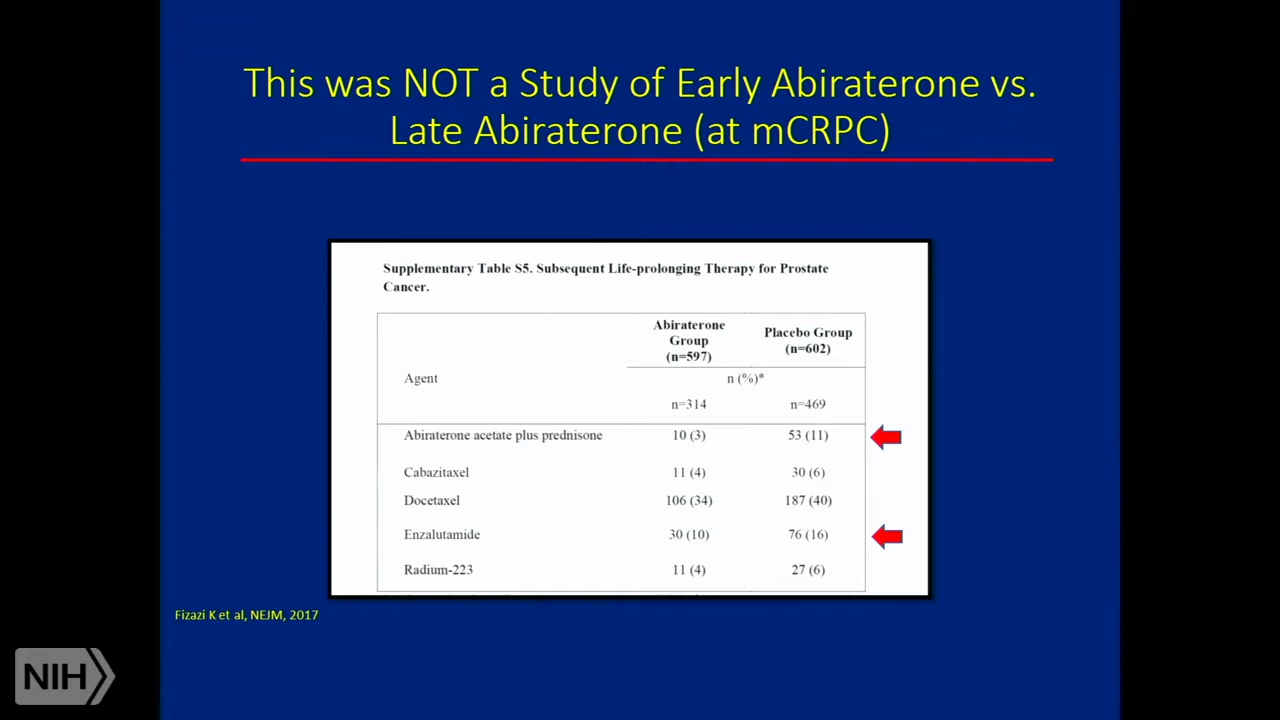 This was NOT a Study of Early Abiraterone vs.
Late Abiraterone (at mCRPC)
Supplementary Table S5. Subsequent Life-prolonging Therapy for Prostate
Cancer.
Abiraterone Group (n=597) Placebo Group (n=602)
Agent n (%)*
n=314 n=469
Abiraterone acetate plus prednisone 10 (3) 53 (11)
Cabazitaxel 11 (4) 30 (6)
Docetaxel 106 (34) 187 (40)
Enzalutamide 30 (10) 76 (16)
Radium-223 11 (4) 27 (6)
Fizazi K et al, NEJM, 2017
NIH